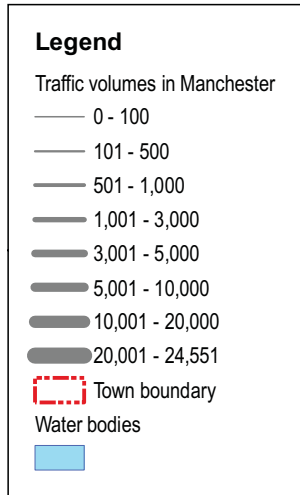 Legend
Traffic volumes in Manchester
0 - 100
101 - 500
501 - 1,000
1,001 - 3,000
3,001 - 5,000
5,001 - 10,000
10,001 - 20,000
20,001 - 24,551
Town boundary
Water bodies